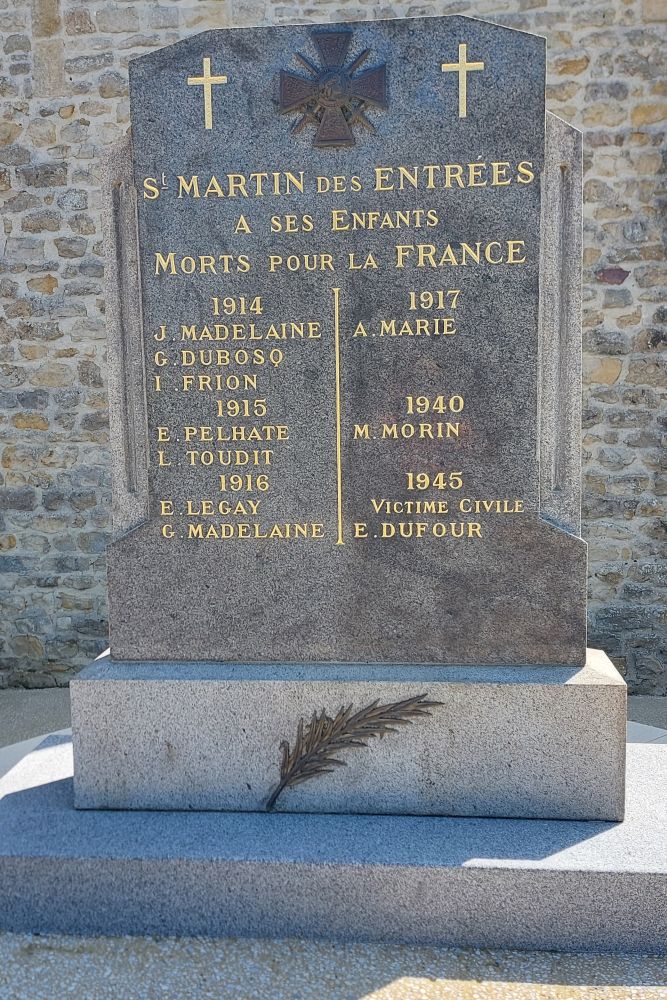 St MARTIN DES ENTRÉES
A SES ENFANTS
MORTS POUR LA FRANCE
1914
J. MADELAINE
G. DUBOSQ
I. FRION
1915
E. PELHATE
L. TOUDIT
1916
E. LEGAY
G. MADELAINE
1917
A. MARIE
1940
M. MORIN
1945
VICTIME CIVILE
E. DUFOUR